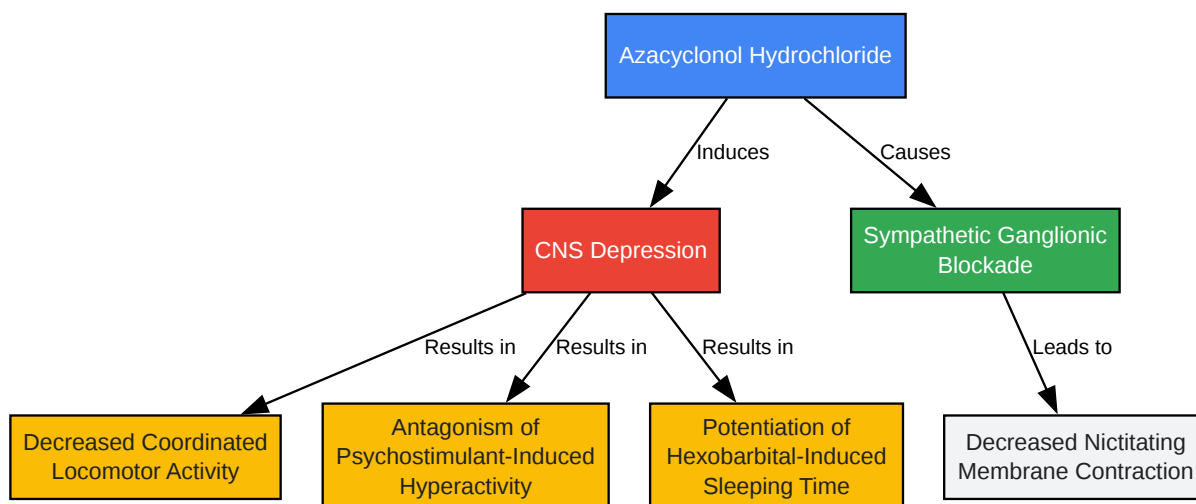 Azacyclonol Hydrochloride
Induces
Causes
CNS Depression
Sympathetic Ganglionic
Blockade
Results in
Results in
Results in
Leads to
Decreased Coordinated
Locomotor Activity
Antagonism of
Psychostimulant-Induced
Hyperactivity
Potentiation of
Hexobarbital-Induced
Sleeping Time
Decreased Nictitating
Membrane Contraction